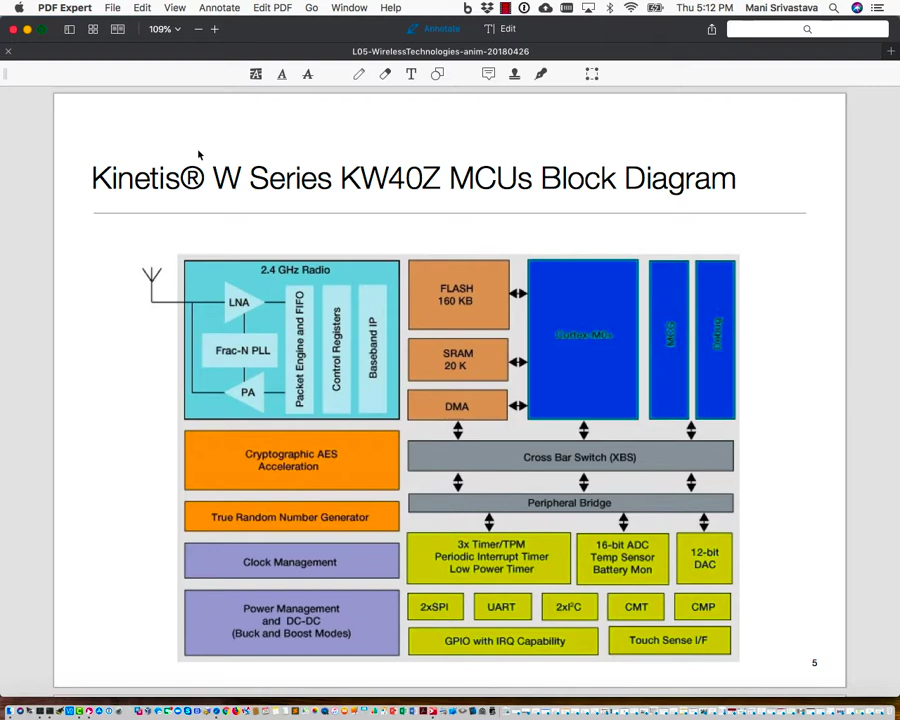 PDF Expert File Edit View Annotate Edit PDF Go Window Help Thu 5:12 PM Mani Srivastava
109% Annotate Edit
L05-WirelessTechnologies-anim-20180426
Kinetis® W Series KW40Z MCUs Block Diagram
2.4 GHz Radio
LNA
Frac-N PLL
PA
Packet Engine and FIFO
Control Registers
Baseband IP
FLASH
160 KB
SRAM
20 K
DMA
Debug
Cryptographic AES
Acceleration
Cross Bar Switch (XBS)
Peripheral Bridge
True Random Number Generator
Clock Management
Power Management
and DC-DC
(Buck and Boost Modes)
3x Timer/TPM
Periodic Interrupt Timer
Low Power Timer
16-bit ADC
Temp Sensor
Battery Mon
12-bit
DAC
2xSPI
UART
2xI²C
CMT
CMP
GPIO with IRQ Capability
Touch Sense I/F
5